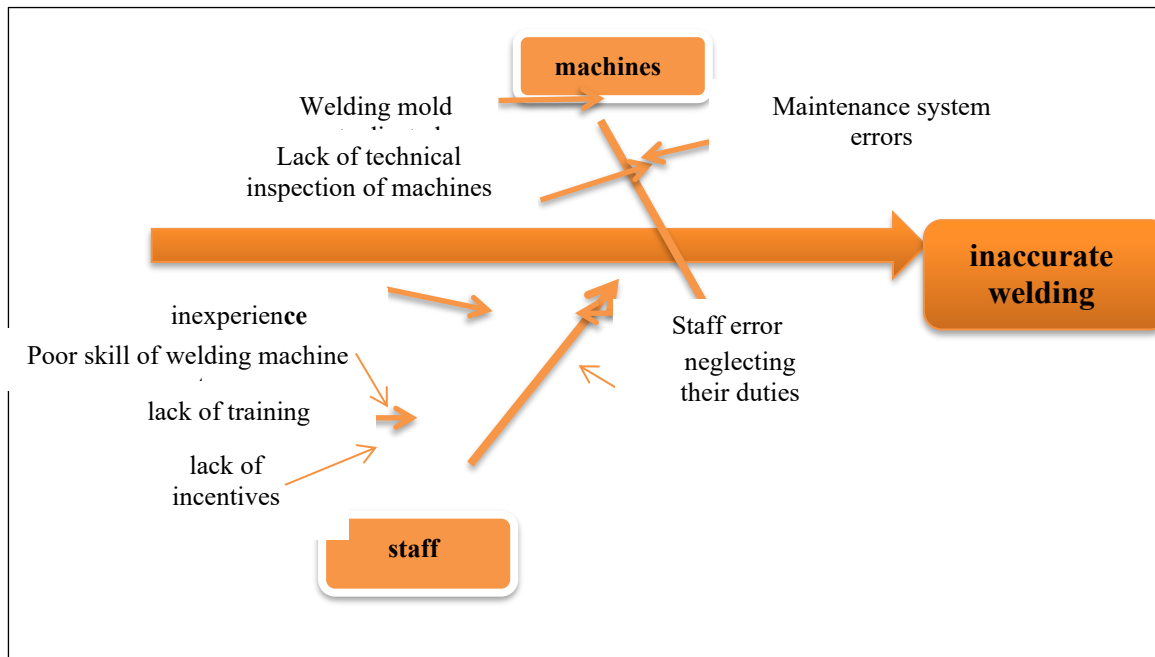 machines
Welding mold
Maintenance system
errors
Lack of technical
inspection of machines
inaccurate
welding
inexperience
Poor skill of welding machine
lack of training
lack of
incentives
Staff error
neglecting
their duties
staff